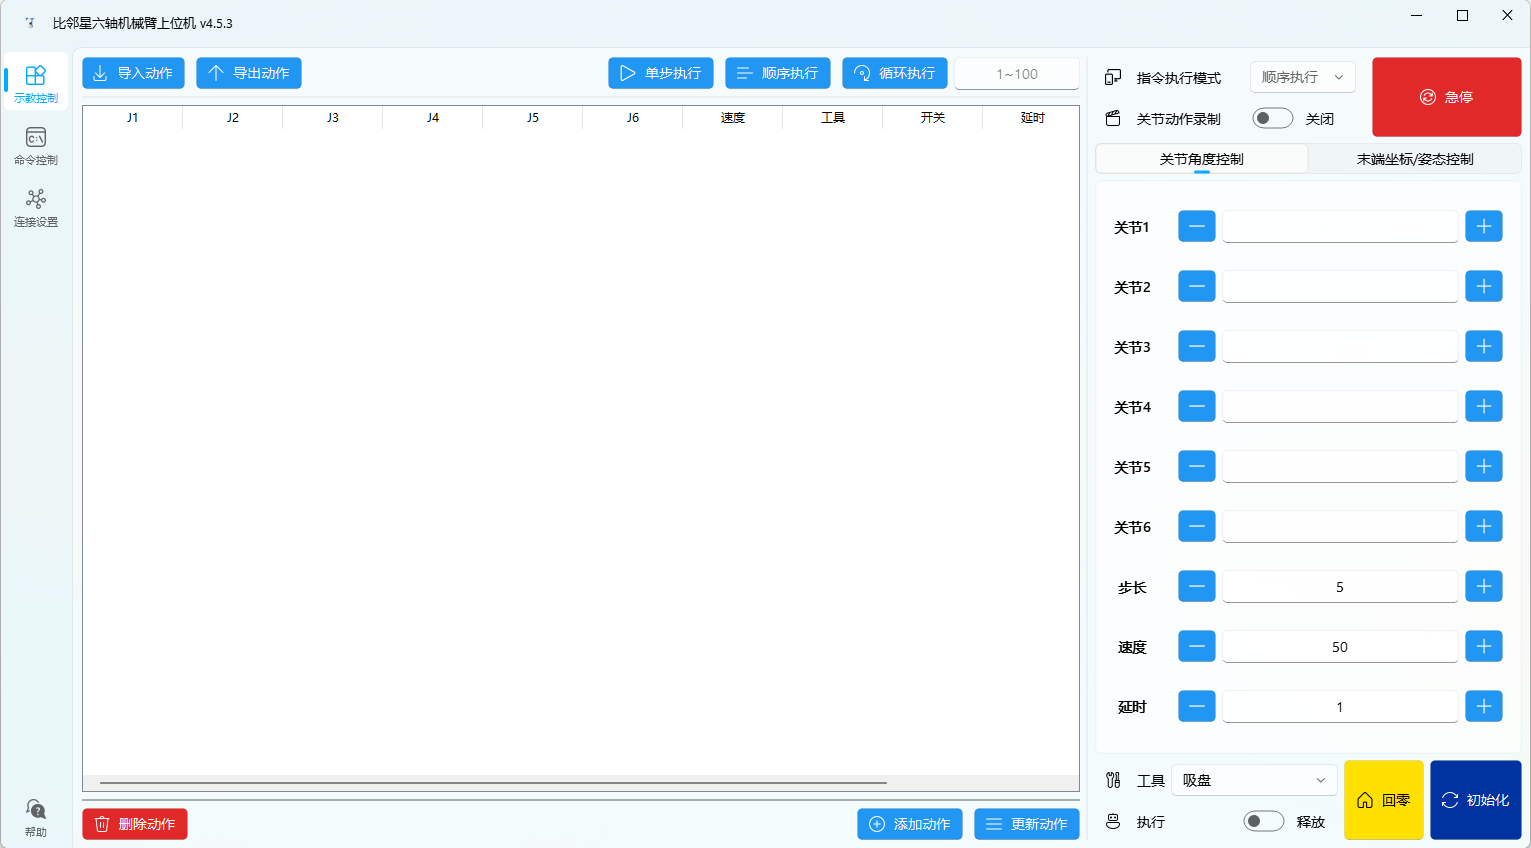 比邻星六轴机械臂上位机 v4.5.3
示教控制
命令控制
连接设置
帮助
导入动作
导出动作
单步执行
顺序执行
循环执行
1~100
J1 J2 J3 J4 J5 J6 速度 工具 开关 延时
删除动作
添加动作
更新动作
指令执行模式
顺序执行
急停
关节动作录制
关闭
关节角度控制
末端坐标/姿态控制
关节1
关节2
关节3
关节4
关节5
关节6
步长 5
速度 50
延时 1
工具 吸盘
执行 释放
回零
初始化